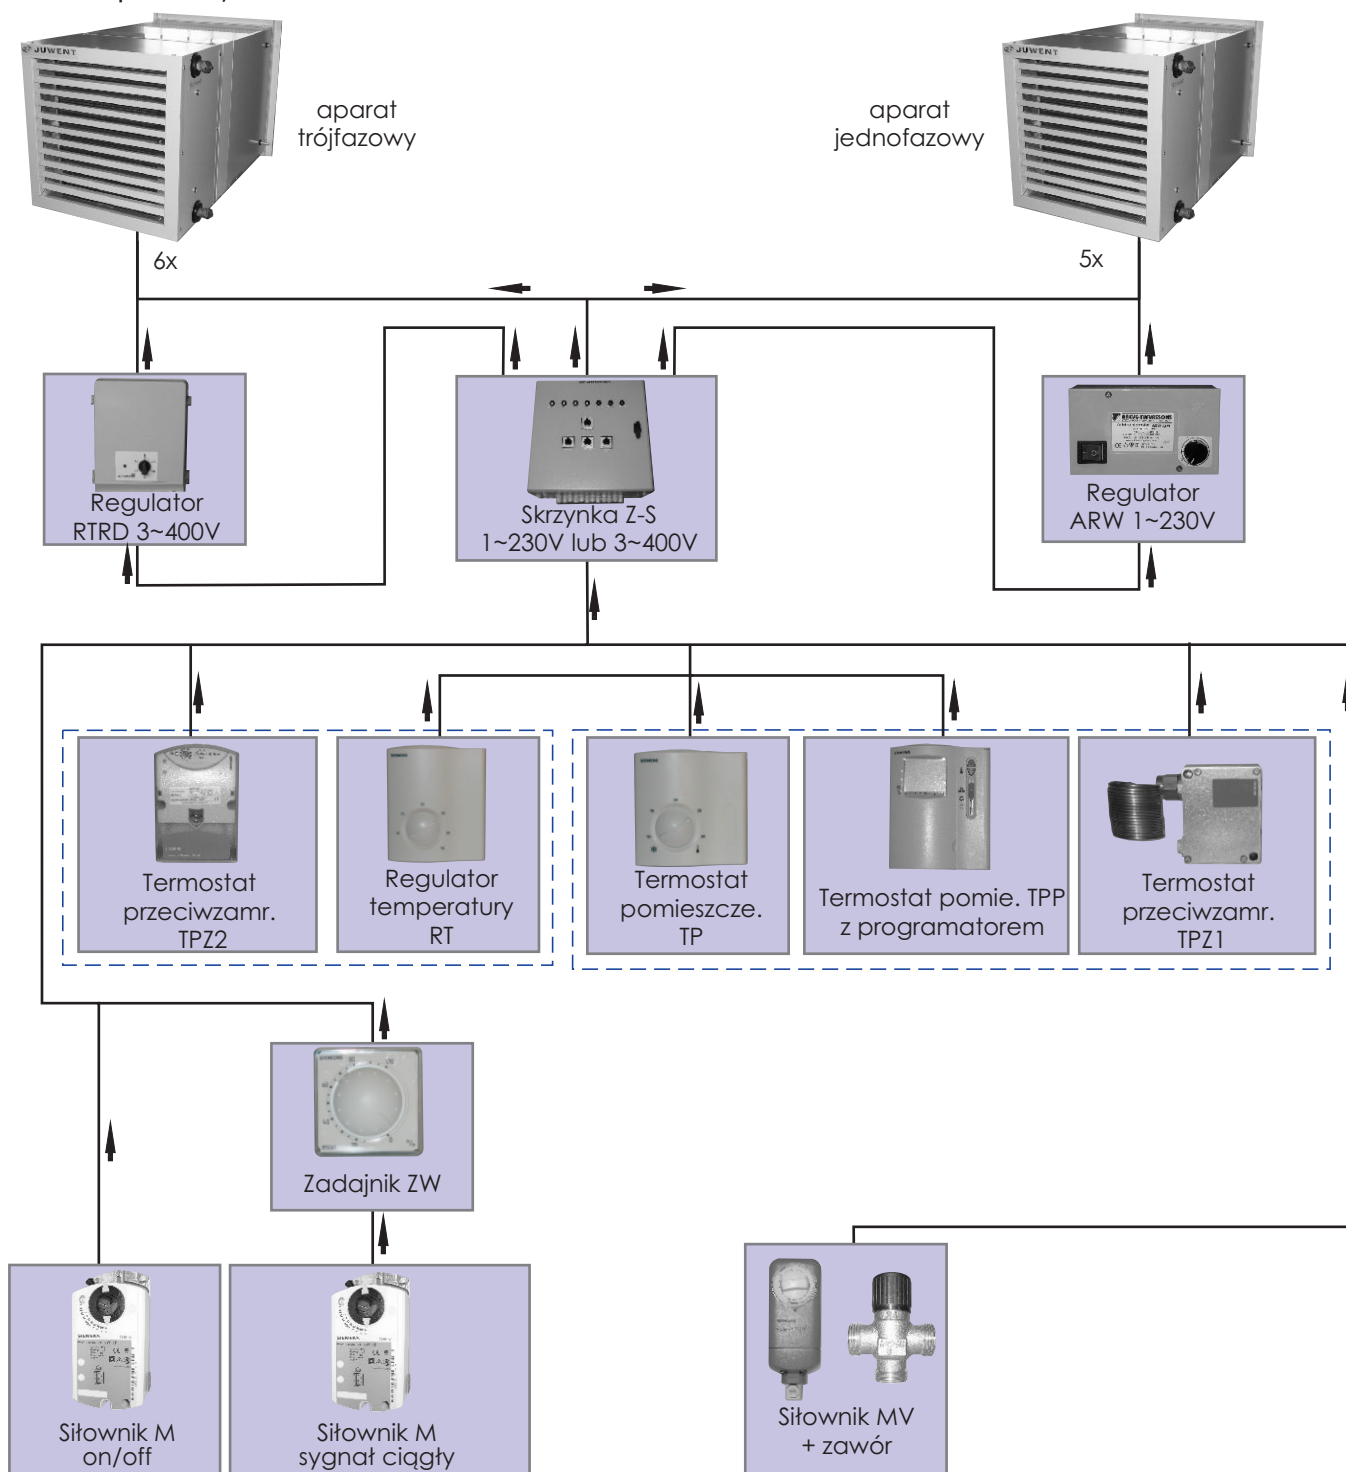 JUWENT
JUWENT
aparat
trójfazowy
aparat
jednofazowy
6x
5x
Regulator
RTRD 3~400V
Skrzynka Z-S
1~230V lub 3~400V
Regulator
ARW 1~230V
Termostat
przeciwzamr.
TPZ2
Regulator
temperatury
RT
Termostat
pomieszcze.
TP
Termostat pomie. TPP
z programatorem
Termostat
przeciwzamr.
TPZ1
Zadajnik ZW
Siłownik M
on/off
Siłownik M
sygnał ciągły
Siłownik MV
+ zawór